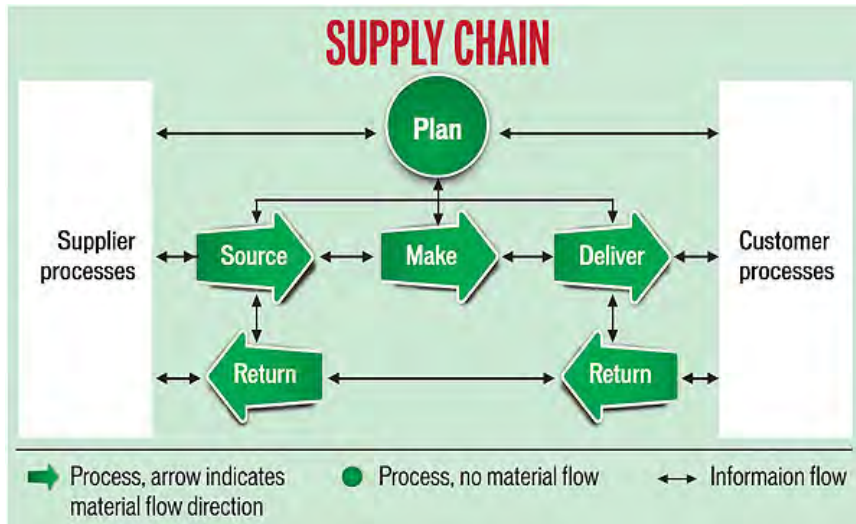 SUPPLY CHAIN
Plan
Supplier
processes
Source
Make
Deliver
Customer
processes
Return
Return
Process, arrow indicates
material flow direction
Process, no material flow
Informaion flow